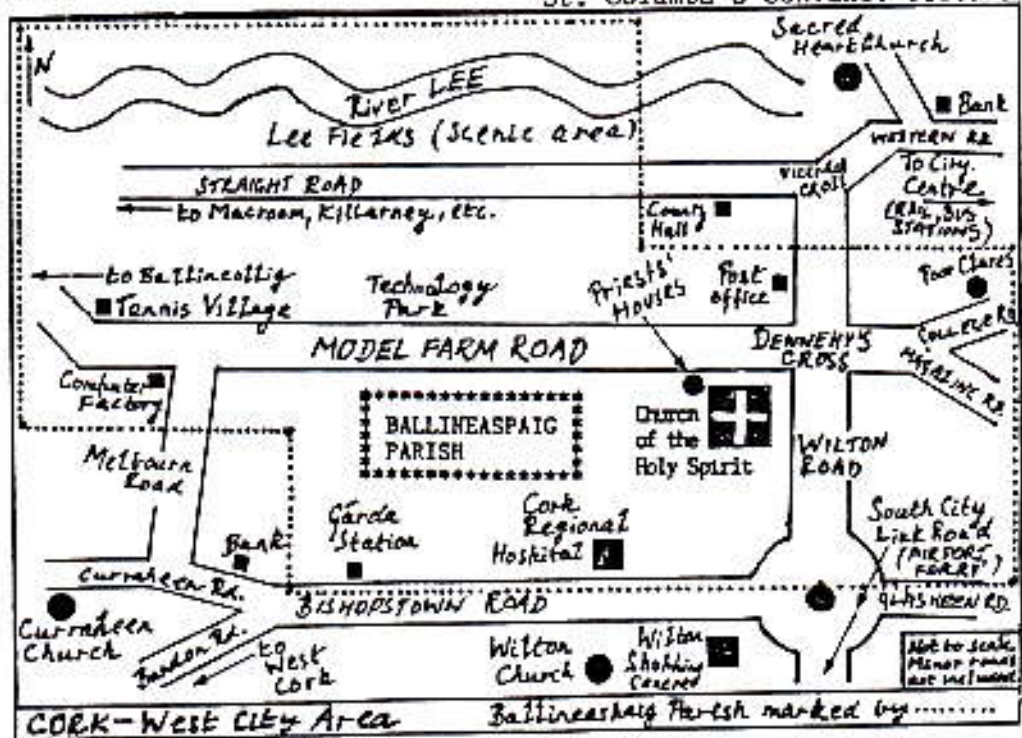 St. Columba's Convent.
N
Sacred
Heart Church
River LEE
Lee Fields (Scenic area)
Bank
WESTERN RD.
VICTORIA
CROSS
To City
Centre
(RAIL, BUS
STATIONS)
STRAIGHT ROAD
to Macroom, Killarney, etc.
County
Hall
to Ballincollig
Tennis Village
Technology
Park
Priests'
Houses
Post
office
Poor Clares
COLLEGE RD
MAGAZINE RD.
MODEL FARM ROAD
DENNEHYS
CROSS
Computer
Factory
BALLINEASPAIG
PARISH
Church
of the
Holy Spirit
WILTON
ROAD
Melbourn
Road
Gárda
Station
Cork
Regional
Hospital
South City
Link Road
(AIRPORT,
FERRY)
Bank
Curraheen Rd.
BISHOPSTOWN ROAD
GLASHEEN RD.
Curraheen
Church
Bandon Rd.
to
West
Cork
Wilton
Church
Wilton
Shopping
Centre
Not to scale
Minor roads
not included
CORK-West City Area
Ballineaspaig Parish marked by ........